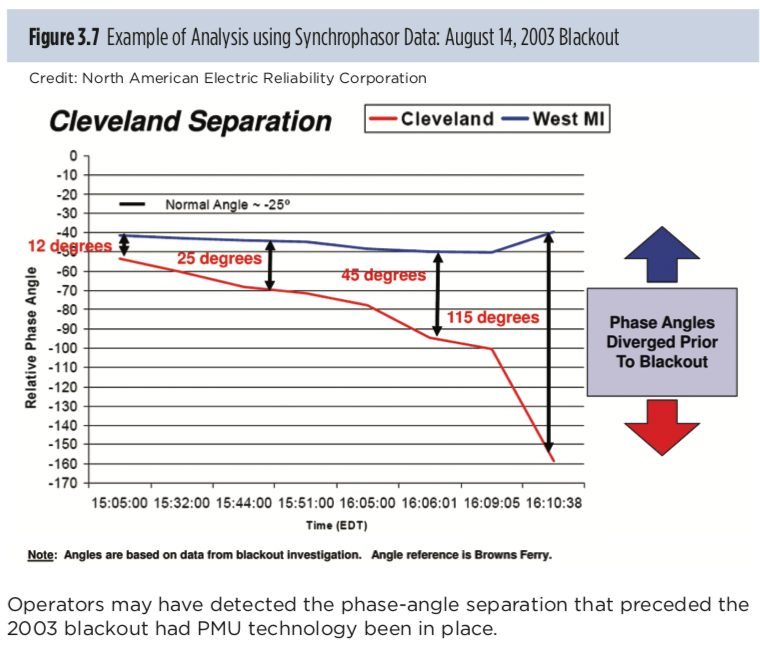 Figure 3.7 Example of Analysis using Synchrophasor Data: August 14, 2003 Blackout
Credit: North American Electric Reliability Corporation
Cleveland Separation
Cleveland
West MI
0
-10
-20
-30
-40
-50
-60
-70
-80
-90
-100
-110
-120
-130
-140
-150
-160
-170
Relative Phase Angle
Normal Angle ~ -25º
12 degrees
25 degrees
45 degrees
115 degrees
15:05:00 15:32:00 15:44:00 15:51:00 16:05:00 16:06:01 16:09:05 16:10:38
Time (EDT)
Phase Angles
Diverged Prior
To Blackout
Note: Angles are based on data from blackout investigation. Angle reference is Browns Ferry.
Operators may have detected the phase-angle separation that preceded the
2003 blackout had PMU technology been in place.